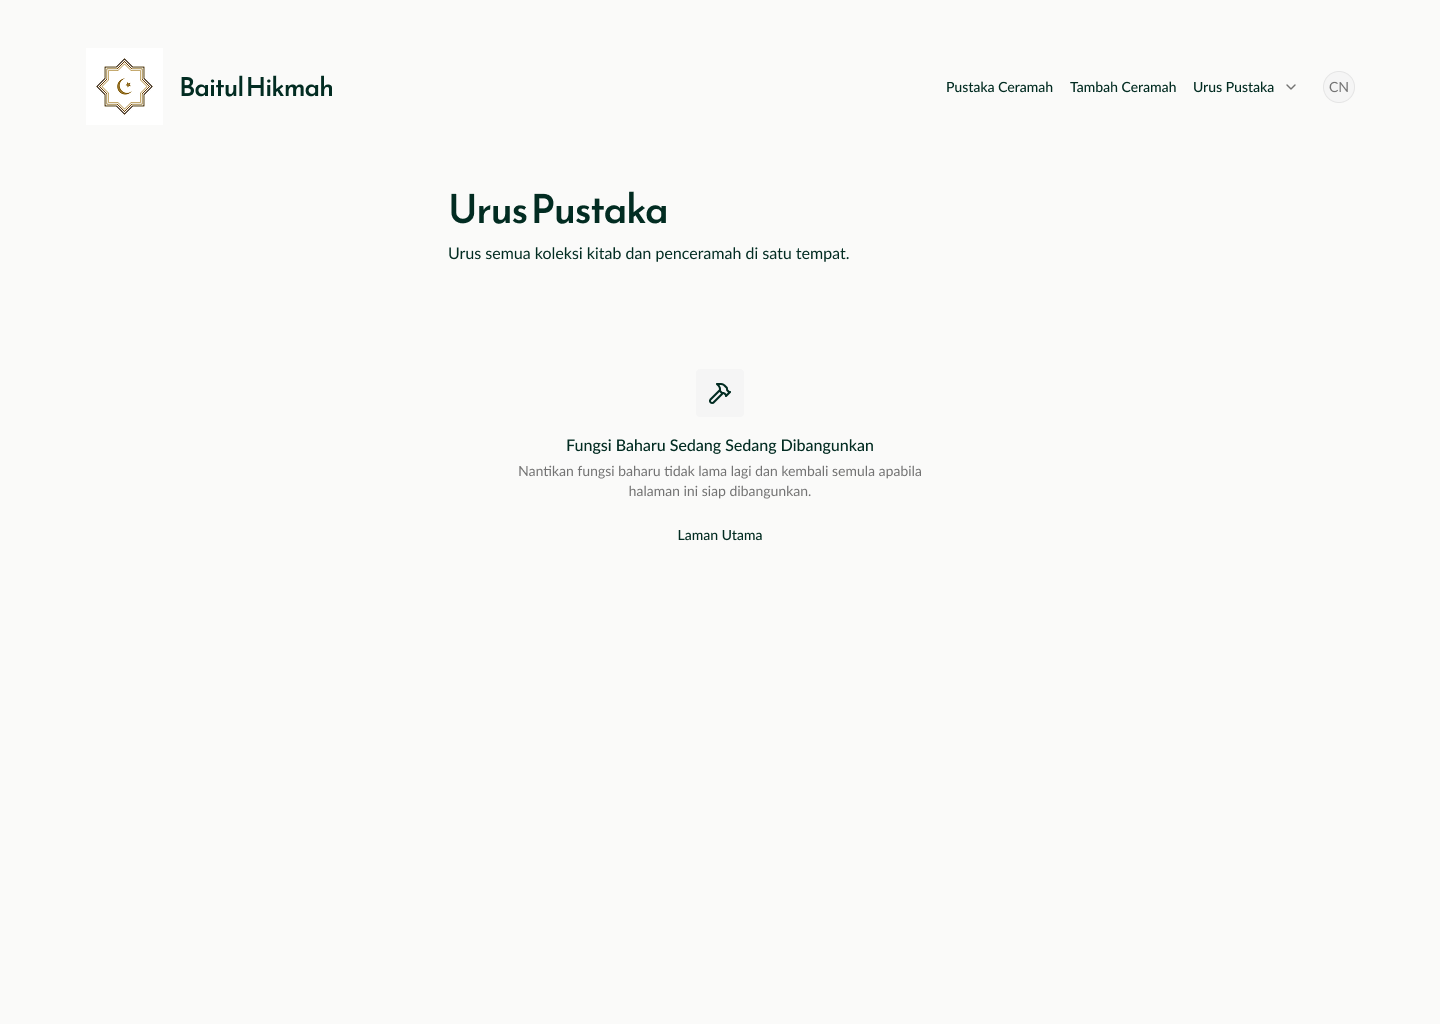 Baitul Hikmah
Pustaka Ceramah
Tambah Ceramah
Urus Pustaka
CN
Urus Pustaka
Urus semua koleksi kitab dan penceramah di satu tempat.
Fungsi Baharu Sedang Sedang Dibangunkan
Nantikan fungsi baharu tidak lama lagi dan kembali semula apabila
halaman ini siap dibangunkan.
Laman Utama